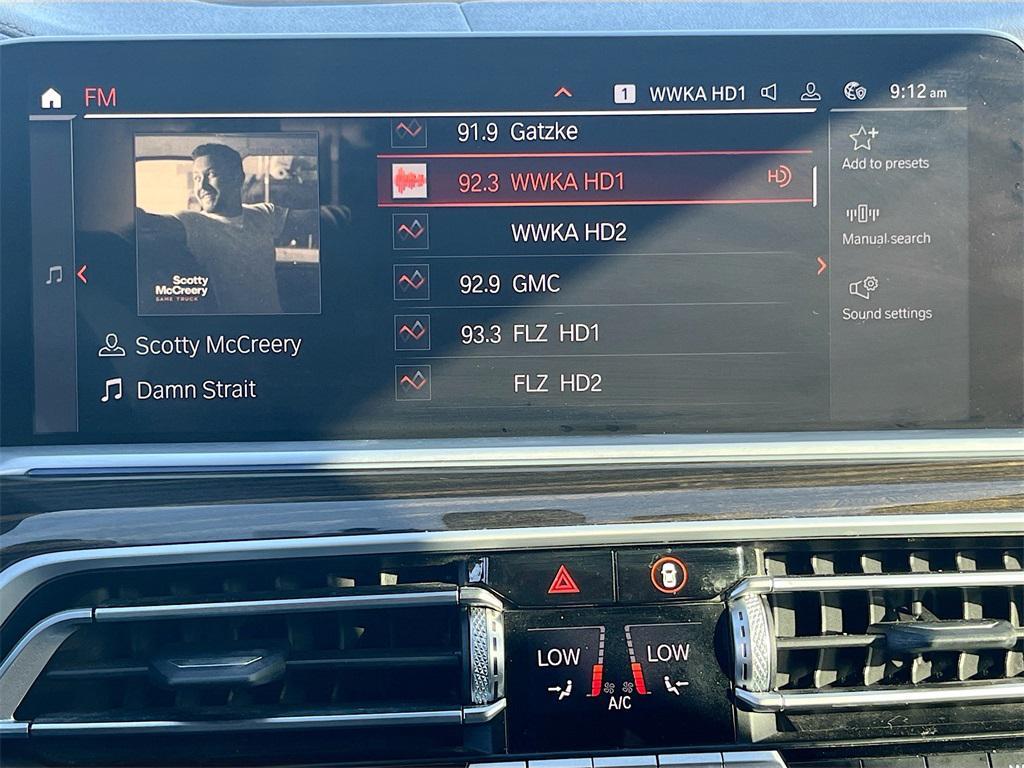 FM
1 WWKA HD1
9:12 am
Scotty
McCreery
SAME TRUCK
Scotty McCreery
Damn Strait
91.9 Gatzke
92.3 WWKA HD1 HD
WWKA HD2
92.9 GMC
93.3 FLZ HD1
FLZ HD2
Add to presets
Manual search
Sound settings
LOW
LOW
A/C